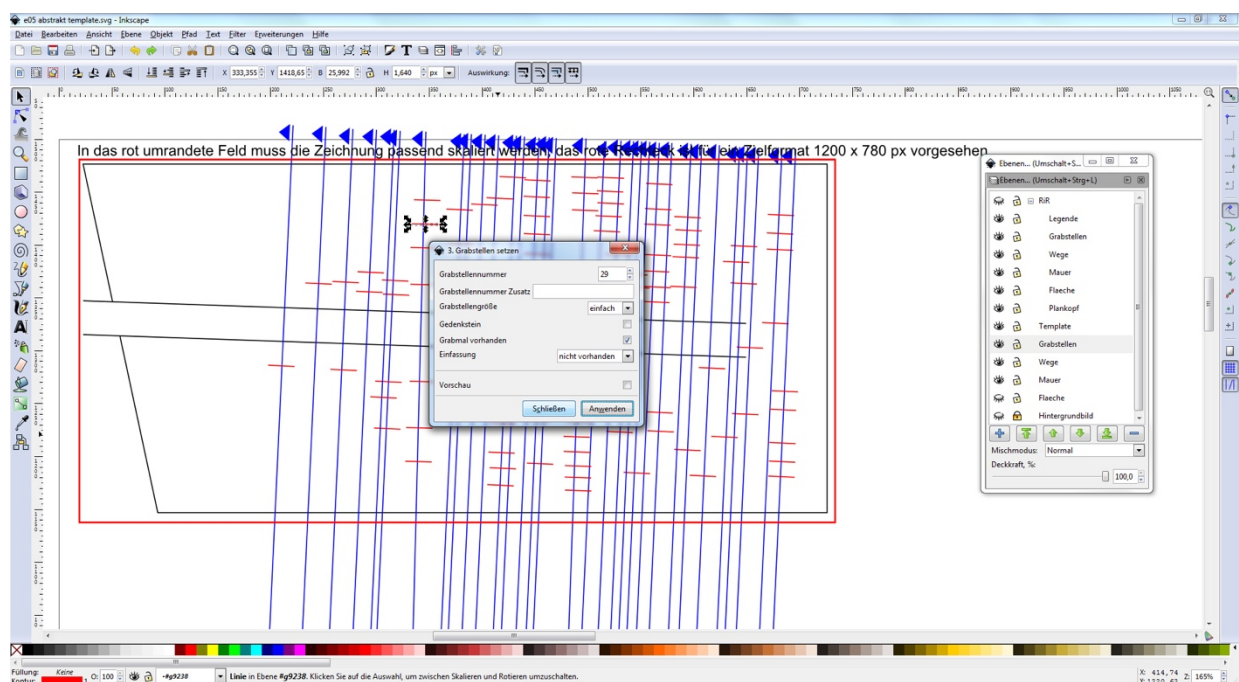 e05 abstrakt template.svg - Inkscape
Datei Bearbeiten Ansicht Ebene Objekt Pfad Text Filter Erweiterungen Hilfe
X 333,355 Y 1418,65 B 25,992 H 1,640 px Auswirkung:
In das rot umrandete Feld muss die Zeichnung passend skaliert werden, das rote Rechteck ist für ein Zielformat 1200 x 780 px vorgesehen
Ebenen... (Umschalt+S...
Ebenen... (Umschalt+Strg+L)
RiR
Legende
Grabstellen
Wege
Mauer
Flaeche
Plankopf
Template
Grabstellen
Wege
Mauer
Flaeche
Hintergrundbild
Mischmodus: Normal
Deckkraft, %:
100,0
3. Grabstellen setzen
Grabstellennummer 29
Grabstellennummer Zusatz
Grabstellengröße einfach
Gedenkstein
Grabmal vorhanden
Einfassung nicht vorhanden
Vorschau
Schließen Anwenden
Füllung: Keine
Kontur: 1 O: 100 -#g9238 Linie in Ebene #g9238. Klicken Sie auf die Auswahl, um zwischen Skalieren und Rotieren umzuschalten.
X: 414,74 Z: 165%